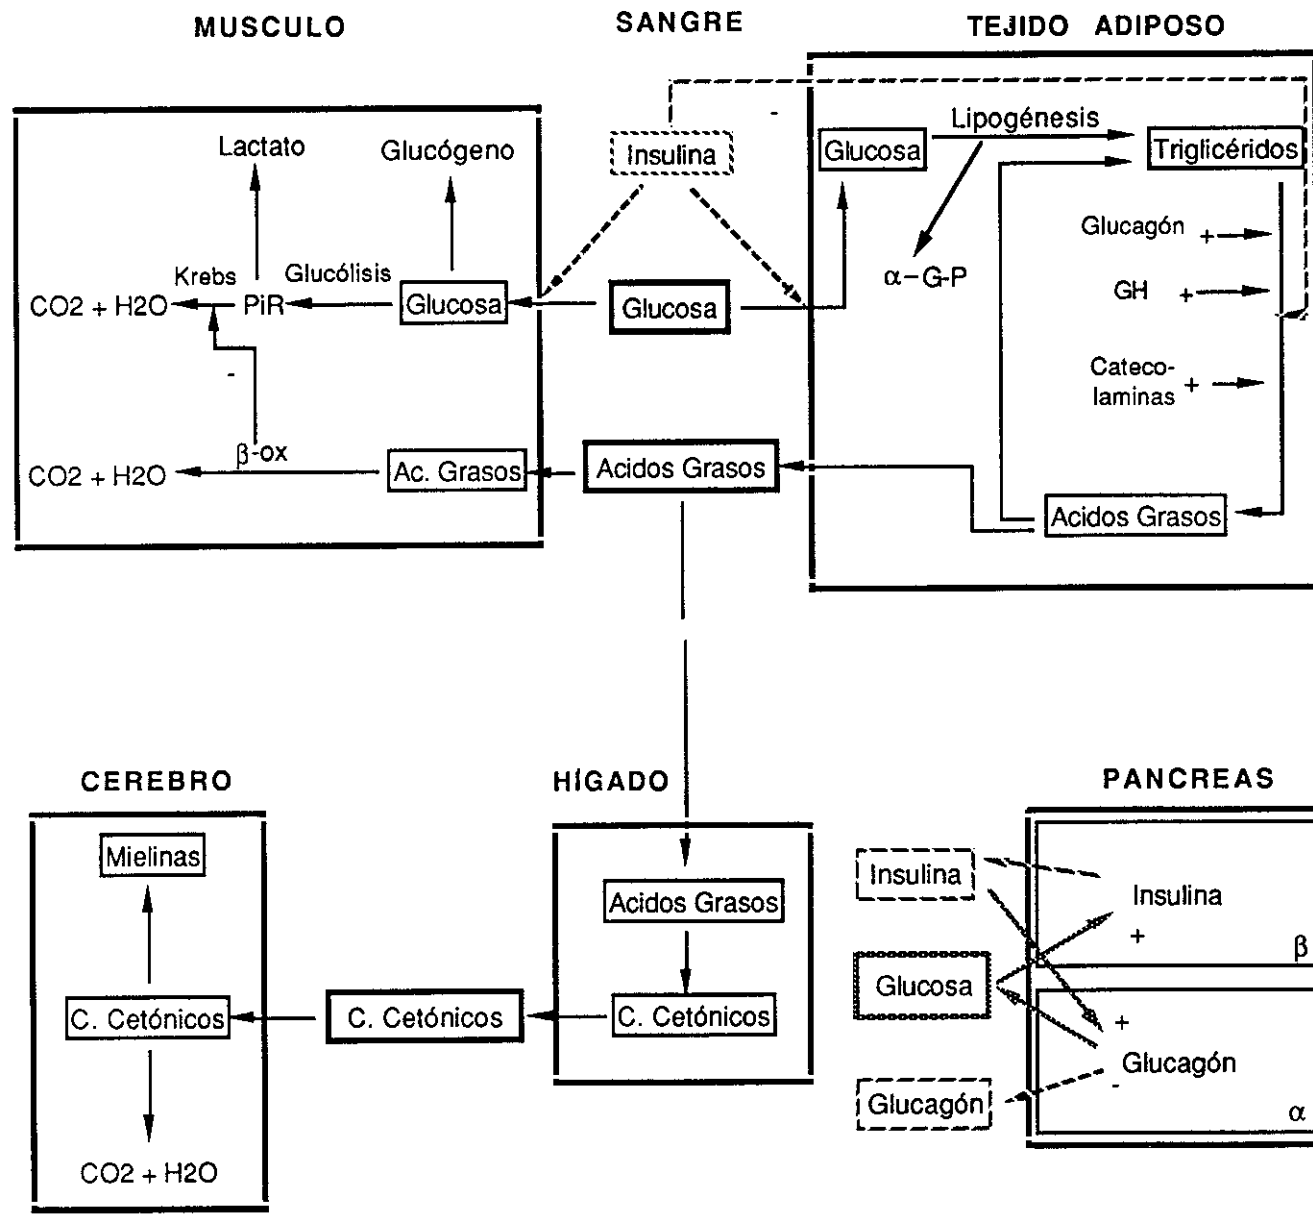 MUSCULO
SANGRE
TEJIDO ADIPOSO
Lactato
Glucógeno
Krebs
Glucólisis
CO2 + H2O
PiR
Glucosa
-
β-ox
CO2 + H2O
Ac. Grasos
Insulina
Glucosa
Acidos Grasos
-
Glucosa
Lipogénesis
Triglicéridos
α-G-P
Glucagón +
GH +
Cateco-
laminas +
Acidos Grasos
CEREBRO
HÍGADO
PANCREAS
Mielinas
C. Cetónicos
CO2 + H2O
C. Cetónicos
Acidos Grasos
C. Cetónicos
Insulina
Glucosa
Glucagón
Insulina
+
β
+
Glucagón
-
α